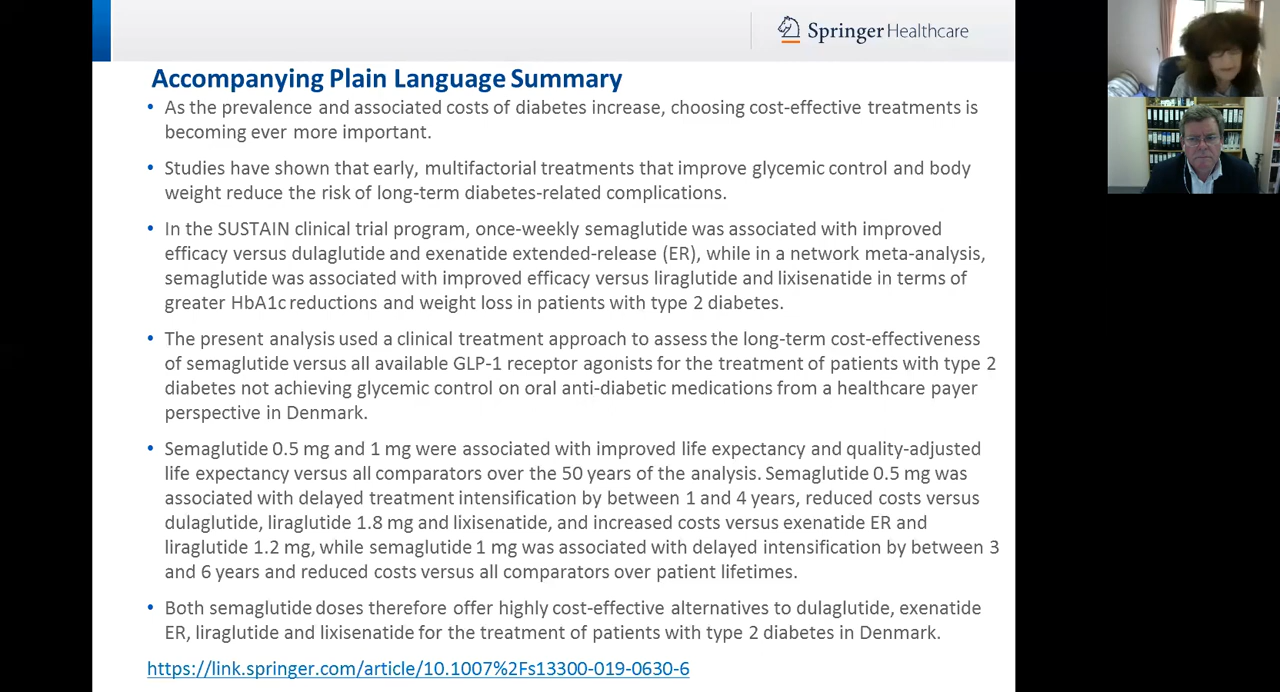 Springer Healthcare
Accompanying Plain Language Summary
• As the prevalence and associated costs of diabetes increase, choosing cost-effective treatments is
becoming ever more important.
• Studies have shown that early, multifactorial treatments that improve glycemic control and body
weight reduce the risk of long-term diabetes-related complications.
• In the SUSTAIN clinical trial program, once-weekly semaglutide was associated with improved
efficacy versus dulaglutide and exenatide extended-release (ER), while in a network meta-analysis,
semaglutide was associated with improved efficacy versus liraglutide and lixisenatide in terms of
greater HbA1c reductions and weight loss in patients with type 2 diabetes.
• The present analysis used a clinical treatment approach to assess the long-term cost-effectiveness
of semaglutide versus all available GLP-1 receptor agonists for the treatment of patients with type 2
diabetes not achieving glycemic control on oral anti-diabetic medications from a healthcare payer
perspective in Denmark.
• Semaglutide 0.5 mg and 1 mg were associated with improved life expectancy and quality-adjusted
life expectancy versus all comparators over the 50 years of the analysis. Semaglutide 0.5 mg was
associated with delayed treatment intensification by between 1 and 4 years, reduced costs versus
dulaglutide, liraglutide 1.8 mg and lixisenatide, and increased costs versus exenatide ER and
liraglutide 1.2 mg, while semaglutide 1 mg was associated with delayed intensification by between 3
and 6 years and reduced costs versus all comparators over patient lifetimes.
• Both semaglutide doses therefore offer highly cost-effective alternatives to dulaglutide, exenatide
ER, liraglutide and lixisenatide for the treatment of patients with type 2 diabetes in Denmark.
https://link.springer.com/article/10.1007%2Fs13300-019-0630-6